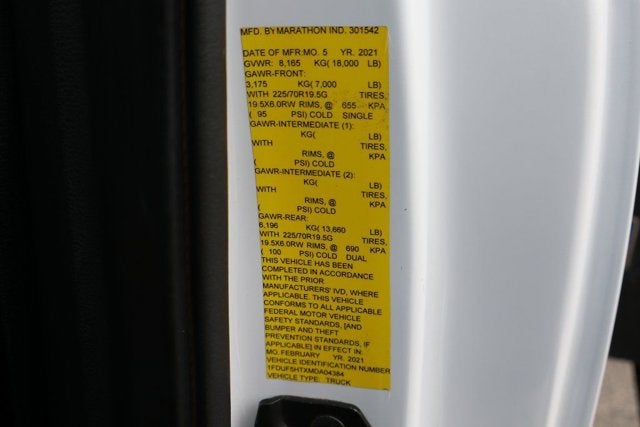 MFD. BY MARATHON IND. 301542
DATE OF MFR: MO. 5 YR. 2021
GVWR: 8,165 KG( 18,000 LB)
GAWR-FRONT:
3,175 KG( 7,000 LB)
WITH 225/70R19.5G TIRES,
19.5X6.0RW RIMS, @ 655 KPA
( 95 PSI) COLD SINGLE
GAWR-INTERMEDIATE (1):
KG( LB)
WITH TIRES,
RIMS, @ KPA
( PSI) COLD
GAWR-INTERMEDIATE (2):
KG( LB)
WITH TIRES,
RIMS, @ KPA
( PSI) COLD
GAWR-REAR:
6,196 KG( 13,660 LB)
WITH 225/70R19.5G TIRES,
19.5X6.0RW RIMS, @ 690 KPA
( 100 PSI) COLD DUAL
THIS VEHICLE HAS BEEN
COMPLETED IN ACCORDANCE
WITH THE PRIOR
MANUFACTURERS' IVD, WHERE
APPLICABLE. THIS VEHICLE
CONFORMS TO ALL APPLICABLE
FEDERAL MOTOR VEHICLE
SAFETY STANDARDS, [AND
BUMPER AND THEFT
PREVENTION STANDARDS, IF
APPLICABLE] IN EFFECT IN:
MO. FEBRUARY YR. 2021
VEHICLE IDENTIFICATION NUMBER
1FDUF5HTXMDA04384
VEHICLE TYPE: TRUCK